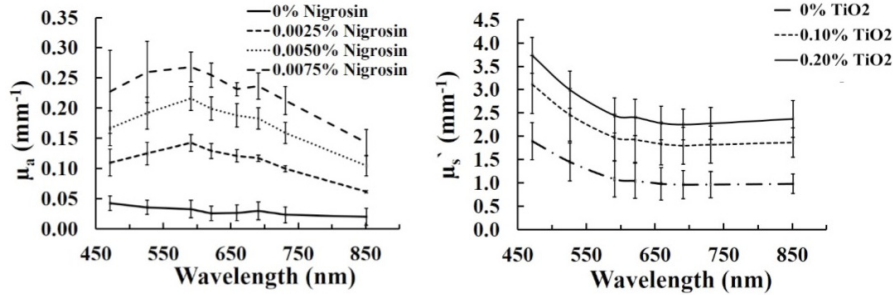 0% Nigrosin
0.0025% Nigrosin
0.0050% Nigrosin
0.0075% Nigrosin
0.35
0.30
0.25
0.20
0.15
0.10
0.05
0.00
μa (mm-1)
450 550 650 750 850
Wavelength (nm)
0% TiO2
0.10% TiO2
0.20% TiO2
4.5
4.0
3.5
3.0
2.5
2.0
1.5
1.0
0.5
0.0
μs` (mm-1)
450 550 650 750 850
Wavelength (nm)